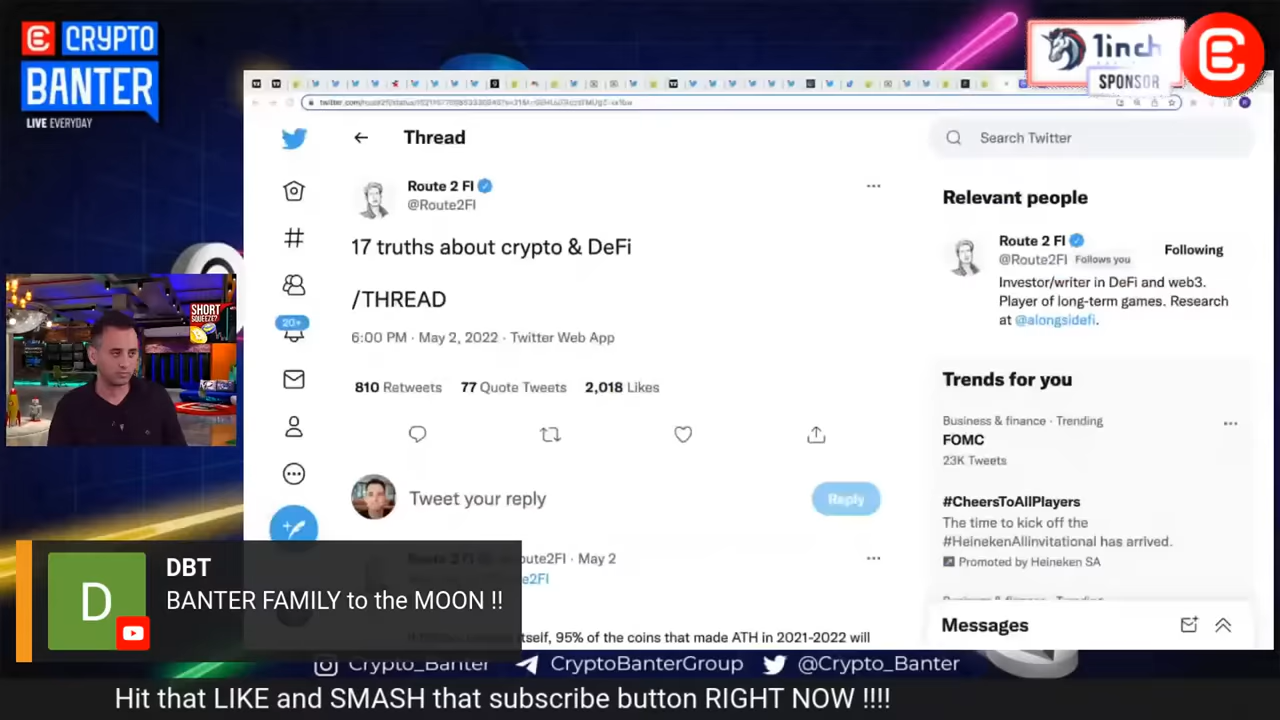 CRYPTO
BANTER
LIVE EVERYDAY
1inch
SPONSOR
Thread
Search Twitter
Route 2 FI
@Route2FI
17 truths about crypto & DeFi
/THREAD
6:00 PM · May 2, 2022 · Twitter Web App
810 Retweets 77 Quote Tweets 2,018 Likes
Tweet your reply
Reply
Route 2 FI
oute2FI · May 2
e2FI
itself, 95% of the coins that made ATH in 2021-2022 will
Relevant people
Route 2 FI
@Route2FI Follows you
Following
Investor/writer in DeFi and web3.
Player of long-term games. Research
at @alongsidefi.
Trends for you
Business & finance · Trending
FOMC
23K Tweets
#CheersToAllPlayers
The time to kick off the
#HeinekenAllinvitational has arrived.
Promoted by Heineken SA
Messages
20+
SHORT
SQUEEZE?
D
DBT
BANTER FAMILY to the MOON !!
Crypto_Banter
CryptoBanterGroup
@Crypto_Banter
Hit that LIKE and SMASH that subscribe button RIGHT NOW !!!!